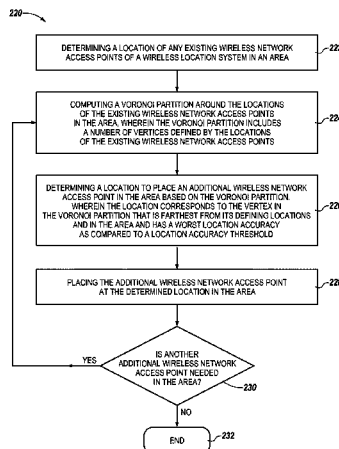 220
DETERMINING A LOCATION OF ANY EXISTING WIRELESS NETWORK
ACCESS POINTS OF A WIRELESS LOCATION SYSTEM IN AN AREA
222
COMPUTING A VORONOI PARTITION AROUND THE LOCATIONS
OF THE EXISTING WIRELESS NETWORK ACCESS POINTS
IN THE AREA, WHEREIN THE VORONOI PARTITION INCLUDES
A NUMBER OF VERTICES DEFINED BY THE LOCATIONS
OF THE EXISTING WIRELESS NETWORK ACCESS POINTS
224
DETERMINING A LOCATION TO PLACE AN ADDITIONAL WIRELESS NETWORK
ACCESS POINT IN THE AREA BASED ON THE VORONOI PARTITION,
WHEREIN THE LOCATION CORRESPONDS TO THE VERTEX IN
THE VORONOI PARTITION THAT IS FARTHEST FROM ITS DEFINING LOCATIONS
AND IN THE AREA AND HAS A WORST LOCATION ACCURACY
AS COMPARED TO A LOCATION ACCURACY THRESHOLD
226
PLACING THE ADDITIONAL WIRELESS NETWORK ACCESS POINT
AT THE DETERMINED LOCATION IN THE AREA
228
YES
IS ANOTHER
ADDITIONAL WIRELESS NETWORK
ACCESS POINT NEEDED
IN THE AREA?
230
NO
END
232